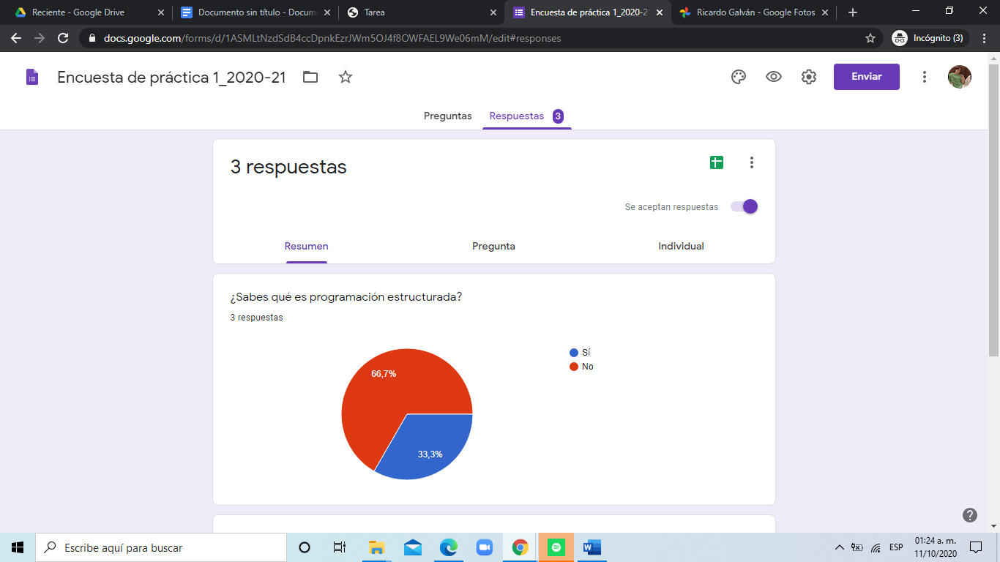 Reciente - Google Drive
Documento sin título - Docum
Tarea
Encuesta de práctica 1_2020-2
Ricardo Galván - Google Fotos
docs.google.com/forms/d/1ASMLtNzdSdB4ccDpnkEzrJWm5OJ4f8OWFAEL9We06mM/edit#responses
Incógnito (3)
Encuesta de práctica 1_2020-21
Enviar
Preguntas
Respuestas 3
3 respuestas
Se aceptan respuestas
Resumen
Pregunta
Individual
¿Sabes qué es programación estructurada?
3 respuestas
Sí
No
66,7%
33,3%
Escribe aquí para buscar
ESP
01:24 a. m.
11/10/2020